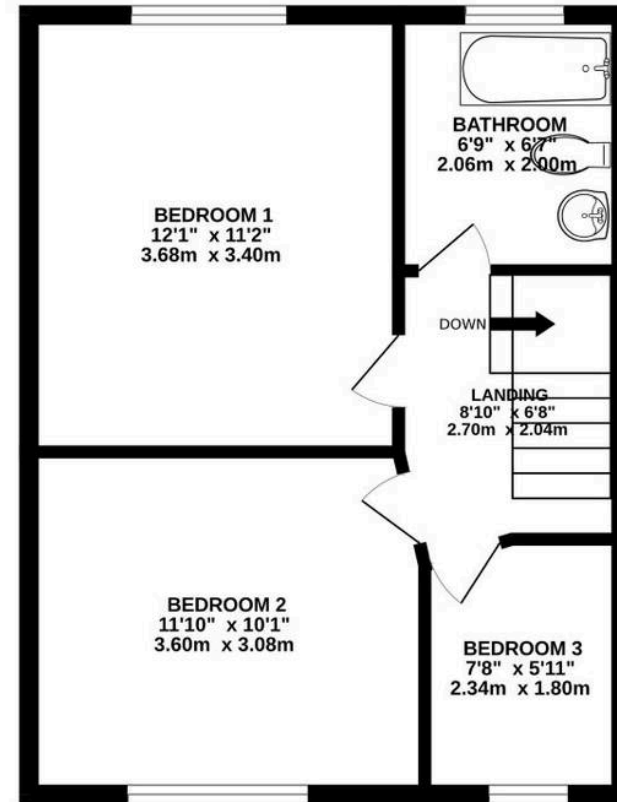 BATHROOM
6'9" x 6'7"
2.06m x 2.00m
BEDROOM 1
12'1" x 11'2"
3.68m x 3.40m
DOWN
LANDING
8'10" x 6'8"
2.70m x 2.04m
BEDROOM 2
11'10" x 10'1"
3.60m x 3.08m
BEDROOM 3
7'8" x 5'11"
2.34m x 1.80m